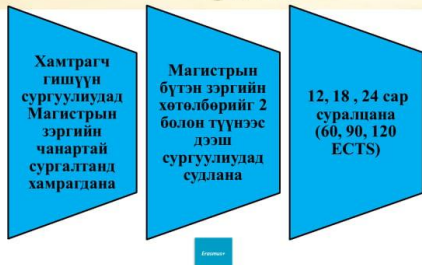 Хамтрагч
гишүүн
сургуулиудад
Магистрын
зэргийн
чанартай
сургалтанд
хамрагдана
Магистрын
бүтэн зэргийн
хөтөлбөрийг 2
болон түүнээс
дээш
сургуулиудад
судлана
12, 18 , 24 сар
суралцана
(60, 90, 120
ECTS)
Erasmus+